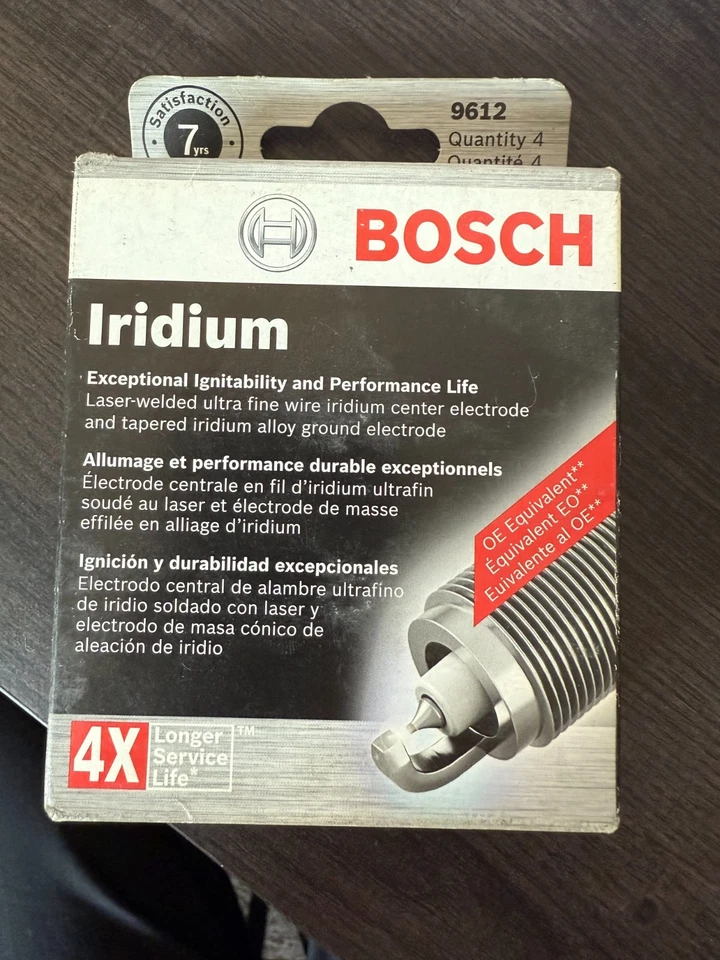 Satisfaction
7 yrs
9612
Quantity 4
Quantité 4
BOSCH
Iridium
Exceptional Ignitability and Performance Life
Laser-welded ultra fine wire iridium center electrode
and tapered iridium alloy ground electrode
Allumage et performance durable exceptionnels
Électrode centrale en fil d'iridium ultrafin
soudé au laser et électrode de masse
effilée en alliage d'iridium
Ignición y durabilidad excepcionales
Electrodo central de alambre ultrafino
de iridio soldado con laser y
electrodo de masa cónico de
aleación de iridio
OE Equivalent**
Équivalent EO**
Euivalente al OE**
4X
Longer
Service
Life*
™